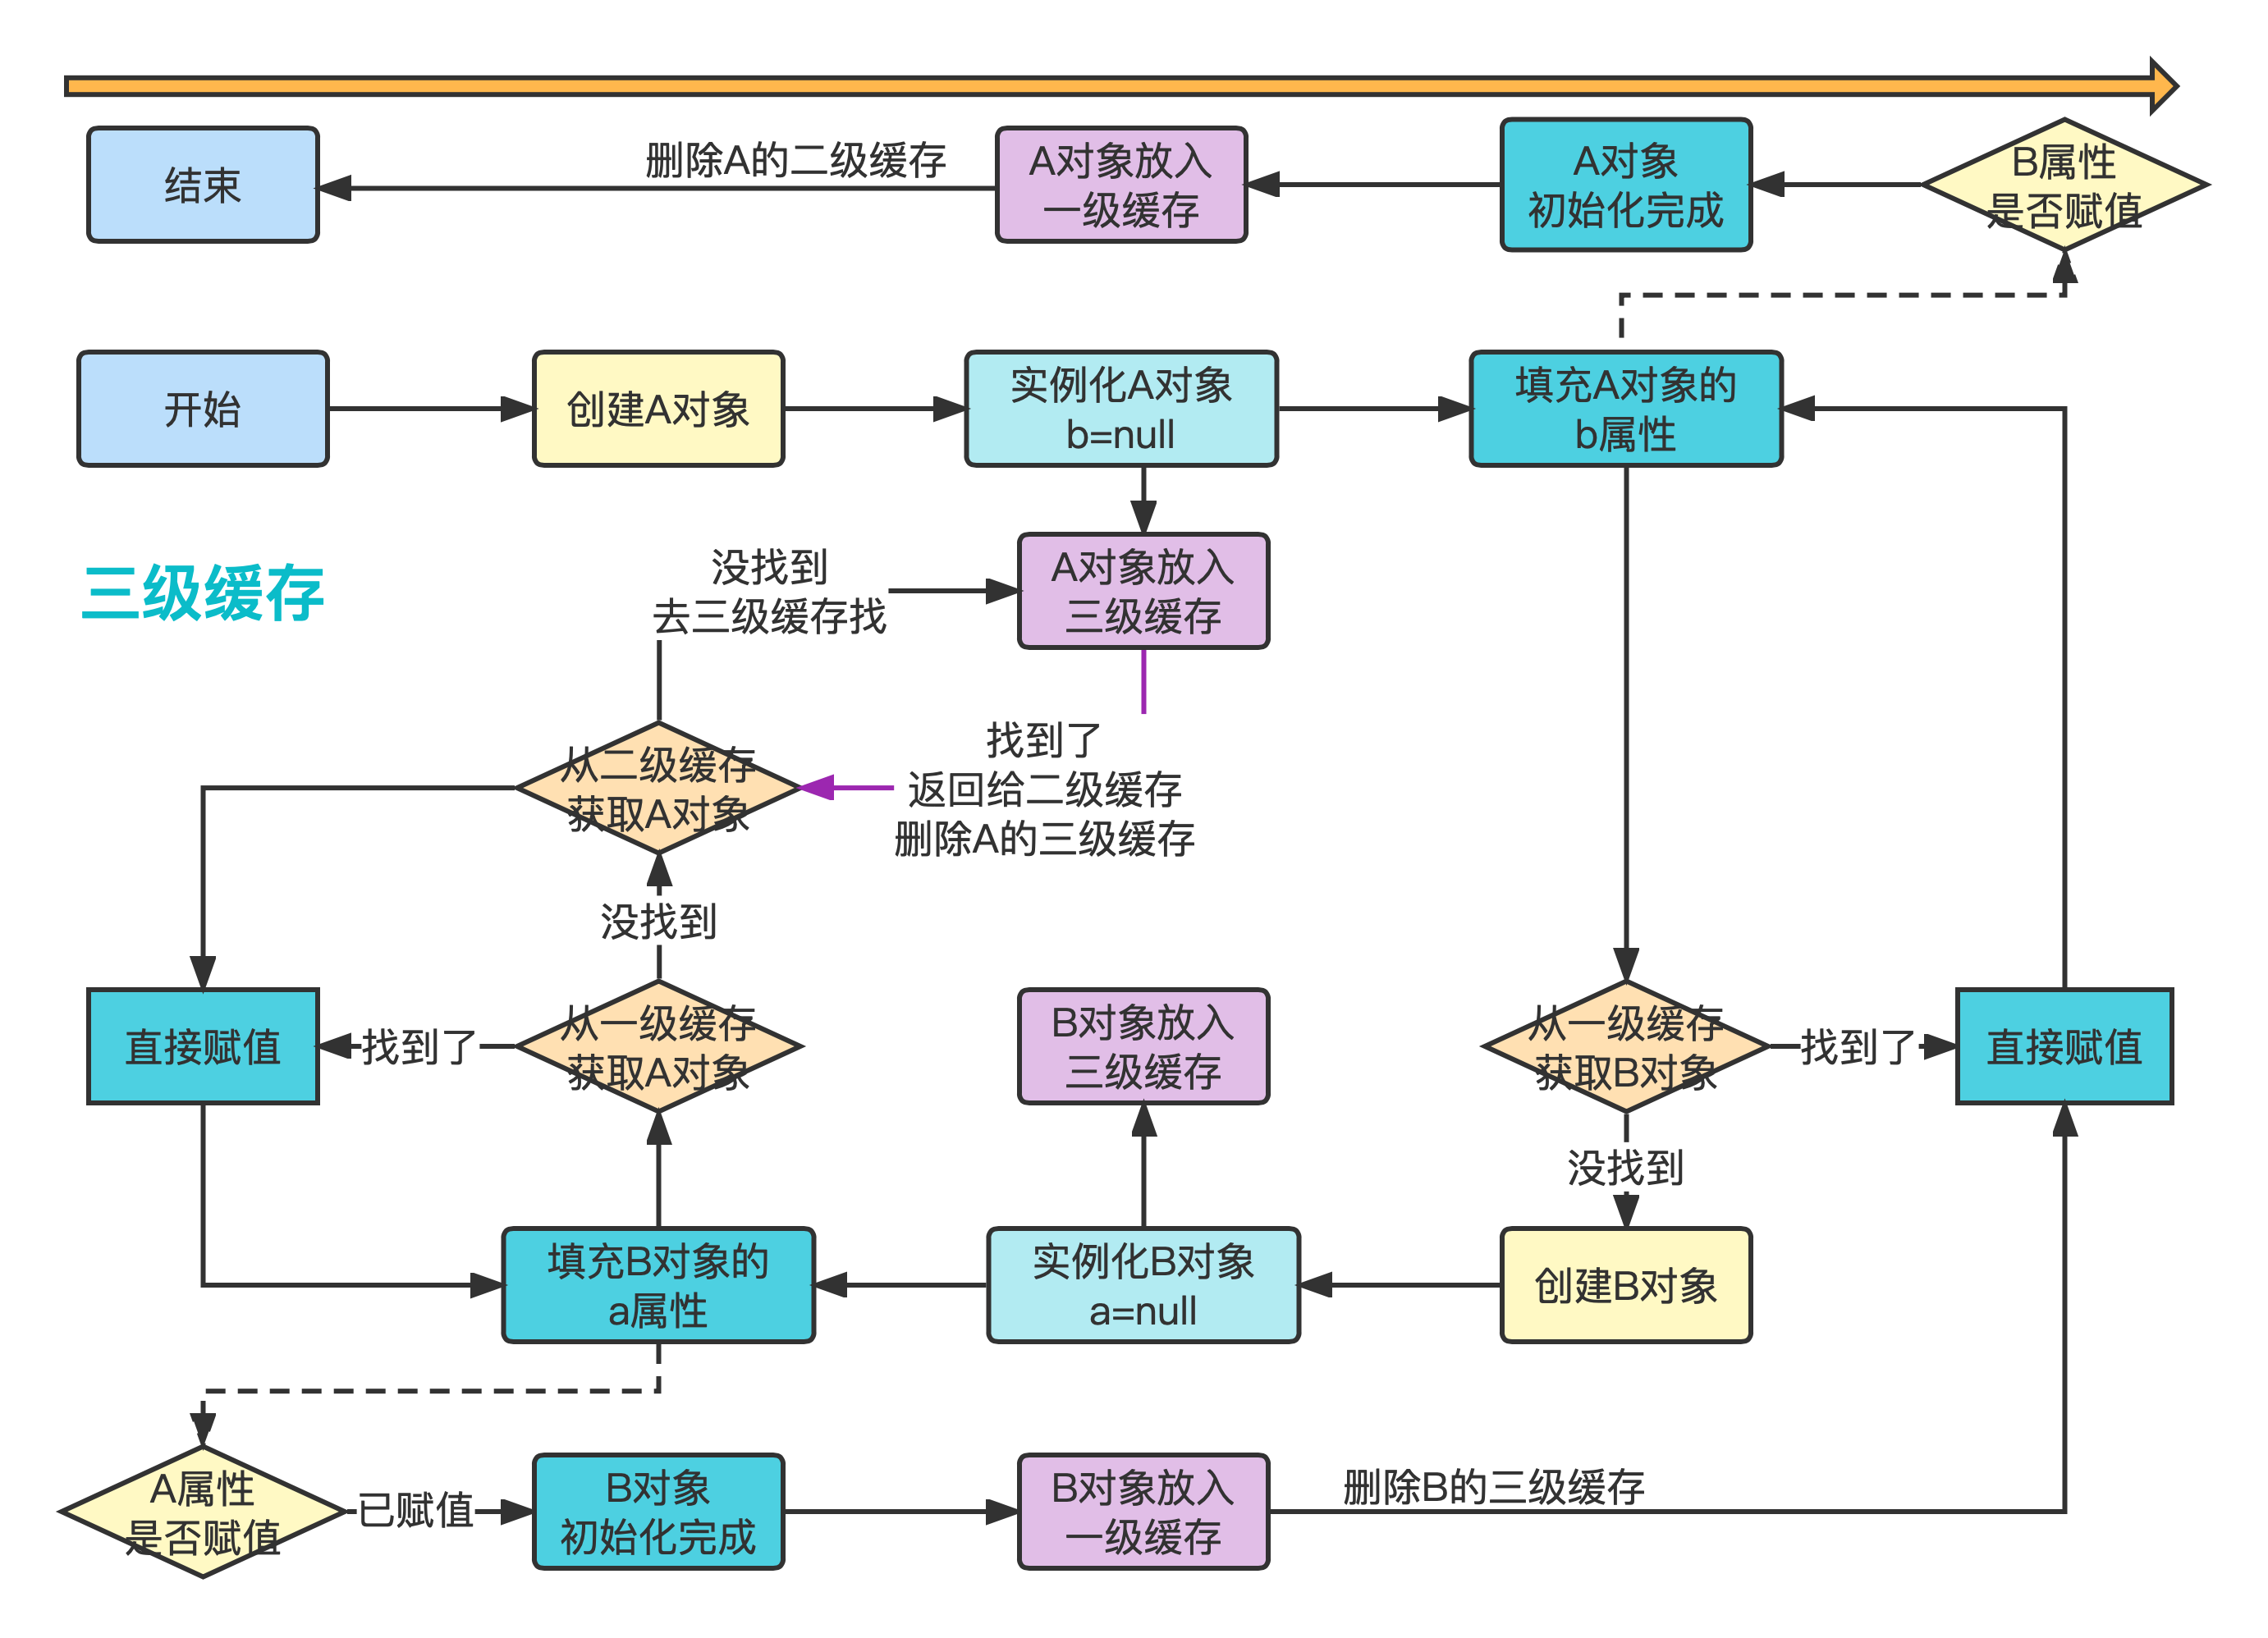 结束
删除A的二级缓存
A对象放入
一级缓存
A对象
初始化完成
B属性
是否赋值
开始
创建A对象
实例化A对象
b=null
填充A对象的
b属性
三级缓存
没找到
去三级缓存找
A对象放入
三级缓存
从二级缓存
获取A对象
找到了
返回给二级缓存
删除A的三级缓存
没找到
直接赋值
找到了
从一级缓存
获取A对象
B对象放入
三级缓存
从一级缓存
获取B对象
找到了
直接赋值
没找到
填充B对象的
a属性
实例化B对象
a=null
创建B对象
A属性
是否赋值
已赋值
B对象
初始化完成
B对象放入
一级缓存
删除B的三级缓存